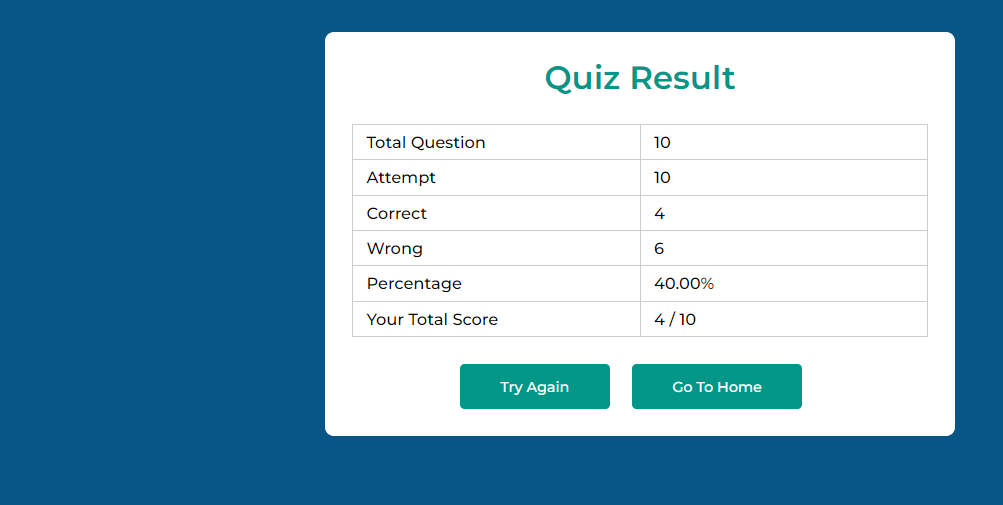 Quiz Result
Total Question 10
Attempt 10
Correct 4
Wrong 6
Percentage 40.00%
Your Total Score 4 / 10
Try Again Go To Home